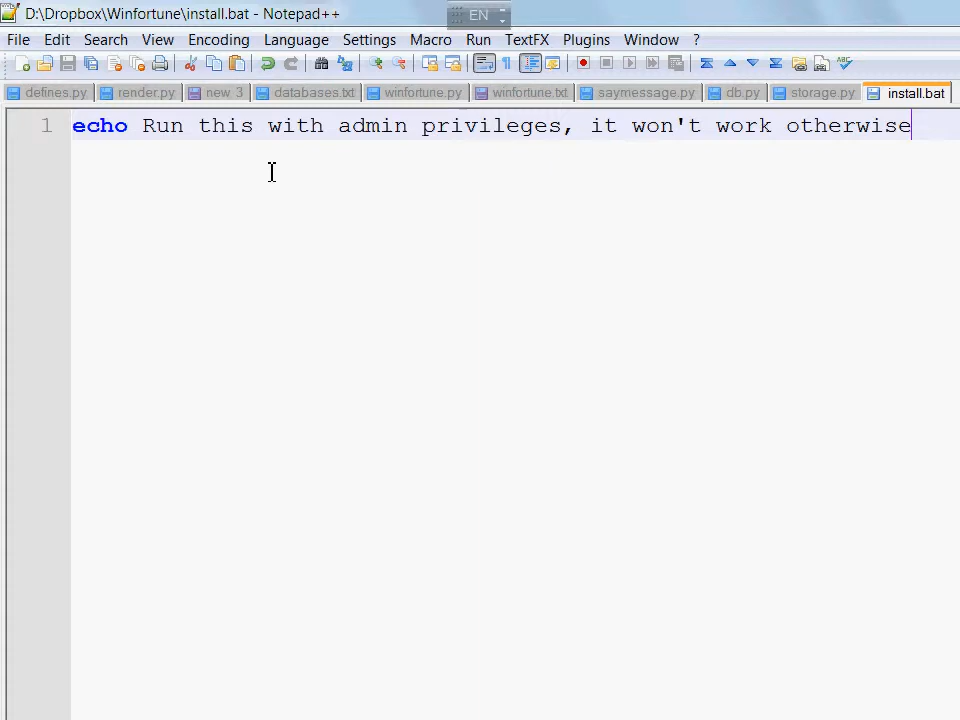 D:\Dropbox\Winfortune\install.bat - Notepad++
EN
File Edit Search View Encoding Language Settings Macro Run TextFX Plugins Window ?
ABC
defines.py render.py new 3 databases.txt winfortune.py winfortune.txt saymessage.py db.py storage.py install.bat
1 echo Run this with admin privileges, it won't work otherwise